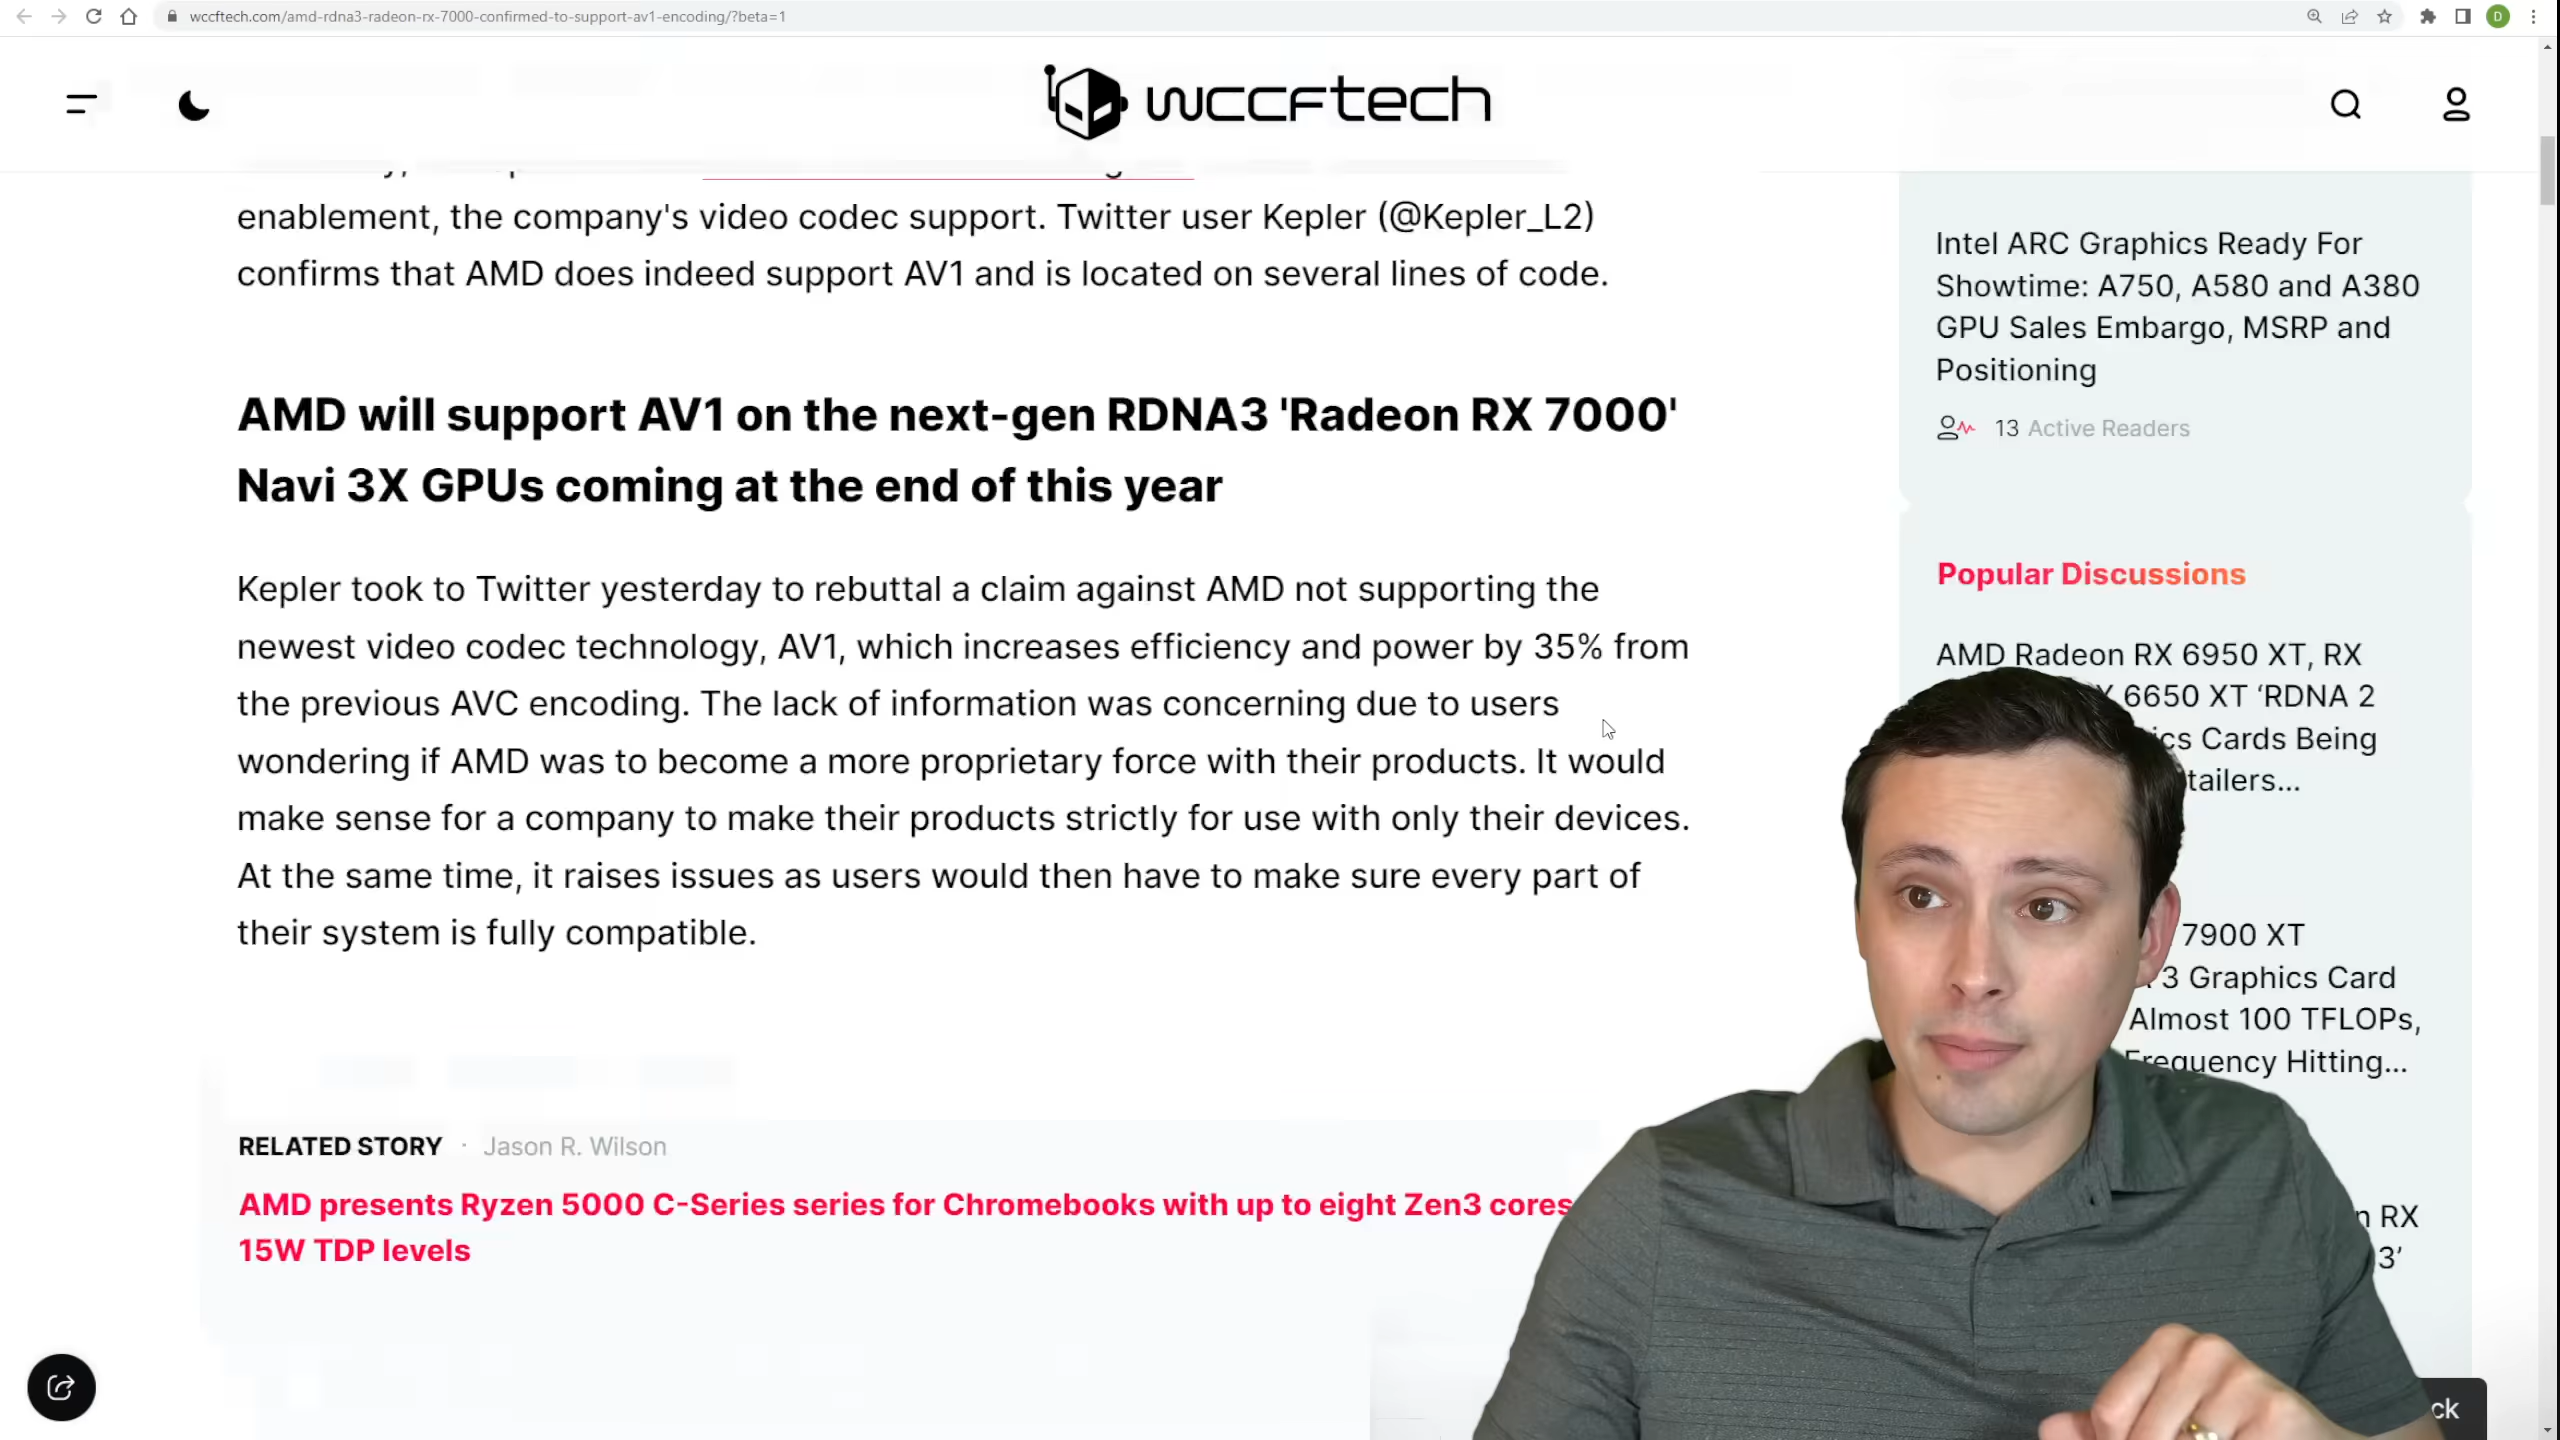 wccftech.com/amd-rdna3-radeon-rx-7000-confirmed-to-support-av1-encoding/?beta=1
D
wccftech
enablement, the company's video codec support. Twitter user Kepler (@Kepler_L2)
confirms that AMD does indeed support AV1 and is located on several lines of code.
AMD will support AV1 on the next-gen RDNA3 'Radeon RX 7000'
Navi 3X GPUs coming at the end of this year
Kepler took to Twitter yesterday to rebuttal a claim against AMD not supporting the
newest video codec technology, AV1, which increases efficiency and power by 35% from
the previous AVC encoding. The lack of information was concerning due to users
wondering if AMD was to become a more proprietary force with their products. It would
make sense for a company to make their products strictly for use with only their devices.
At the same time, it raises issues as users would then have to make sure every part of
their system is fully compatible.
RELATED STORY · Jason R. Wilson
AMD presents Ryzen 5000 C-Series series for Chromebooks with up to eight Zen3 cores
15W TDP levels
Intel ARC Graphics Ready For
Showtime: A750, A580 and A380
GPU Sales Embargo, MSRP and
Positioning
13 Active Readers
Popular Discussions
AMD Radeon RX 6950 XT, RX
6650 XT ‘RDNA 2
Cards Being
7900 XT
3 Graphics Card
Almost 100 TFLOPs,
Frequency Hitting...
RX
3’